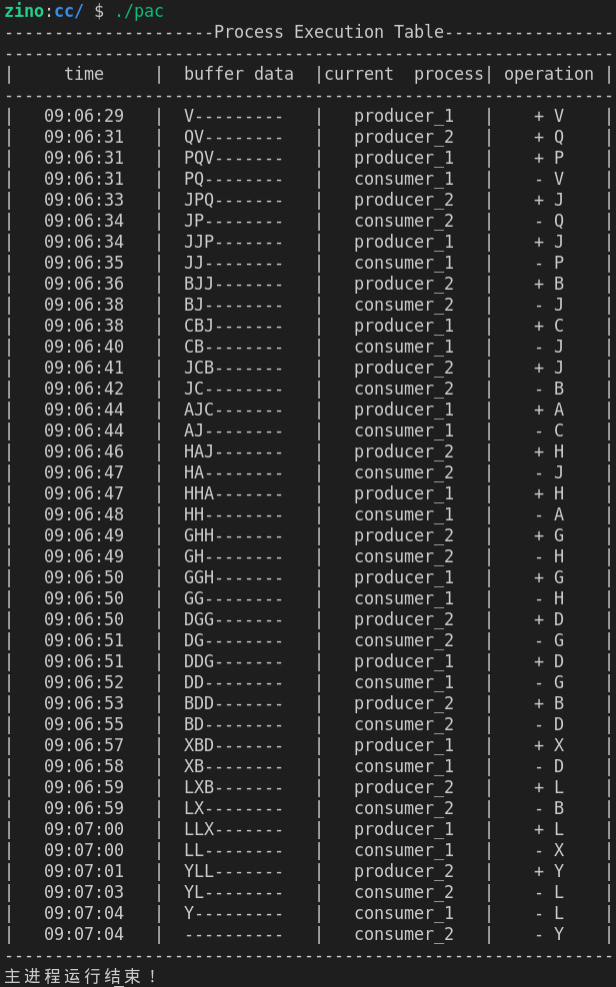 zino:cc/ $ ./pac
---------------------Process Execution Table-----------------
-------------------------------------------------------------
|     time     |  buffer data  |current  process| operation |
-------------------------------------------------------------
|   09:06:29   |  V---------   |   producer_1   |    + V    |
|   09:06:31   |  QV--------   |   producer_2   |    + Q    |
|   09:06:31   |  PQV-------   |   producer_1   |    + P    |
|   09:06:31   |  PQ--------   |   consumer_1   |    - V    |
|   09:06:33   |  JPQ-------   |   producer_2   |    + J    |
|   09:06:34   |  JP--------   |   consumer_2   |    - Q    |
|   09:06:34   |  JJP-------   |   producer_1   |    + J    |
|   09:06:35   |  JJ--------   |   consumer_1   |    - P    |
|   09:06:36   |  BJJ-------   |   producer_2   |    + B    |
|   09:06:38   |  BJ--------   |   consumer_2   |    - J    |
|   09:06:38   |  CBJ-------   |   producer_1   |    + C    |
|   09:06:40   |  CB--------   |   consumer_1   |    - J    |
|   09:06:41   |  JCB-------   |   producer_2   |    + J    |
|   09:06:42   |  JC--------   |   consumer_2   |    - B    |
|   09:06:44   |  AJC-------   |   producer_1   |    + A    |
|   09:06:44   |  AJ--------   |   consumer_1   |    - C    |
|   09:06:46   |  HAJ-------   |   producer_2   |    + H    |
|   09:06:47   |  HA--------   |   consumer_2   |    - J    |
|   09:06:47   |  HHA-------   |   producer_1   |    + H    |
|   09:06:48   |  HH--------   |   consumer_1   |    - A    |
|   09:06:49   |  GHH-------   |   producer_2   |    + G    |
|   09:06:49   |  GH--------   |   consumer_2   |    - H    |
|   09:06:50   |  GGH-------   |   producer_1   |    + G    |
|   09:06:50   |  GG--------   |   consumer_1   |    - H    |
|   09:06:50   |  DGG-------   |   producer_2   |    + D    |
|   09:06:51   |  DG--------   |   consumer_2   |    - G    |
|   09:06:51   |  DDG-------   |   producer_1   |    + D    |
|   09:06:52   |  DD--------   |   consumer_1   |    - G    |
|   09:06:53   |  BDD-------   |   producer_2   |    + B    |
|   09:06:55   |  BD--------   |   consumer_2   |    - D    |
|   09:06:57   |  XBD-------   |   producer_1   |    + X    |
|   09:06:58   |  XB--------   |   consumer_1   |    - D    |
|   09:06:59   |  LXB-------   |   producer_2   |    + L    |
|   09:06:59   |  LX--------   |   consumer_2   |    - B    |
|   09:07:00   |  LLX-------   |   producer_1   |    + L    |
|   09:07:00   |  LL--------   |   consumer_1   |    - X    |
|   09:07:01   |  YLL-------   |   producer_2   |    + Y    |
|   09:07:03   |  YL--------   |   consumer_2   |    - L    |
|   09:07:04   |  Y---------   |   consumer_1   |    - L    |
|   09:07:04   |  ----------   |   consumer_2   |    - Y    |
-------------------------------------------------------------
主进程运行结束！